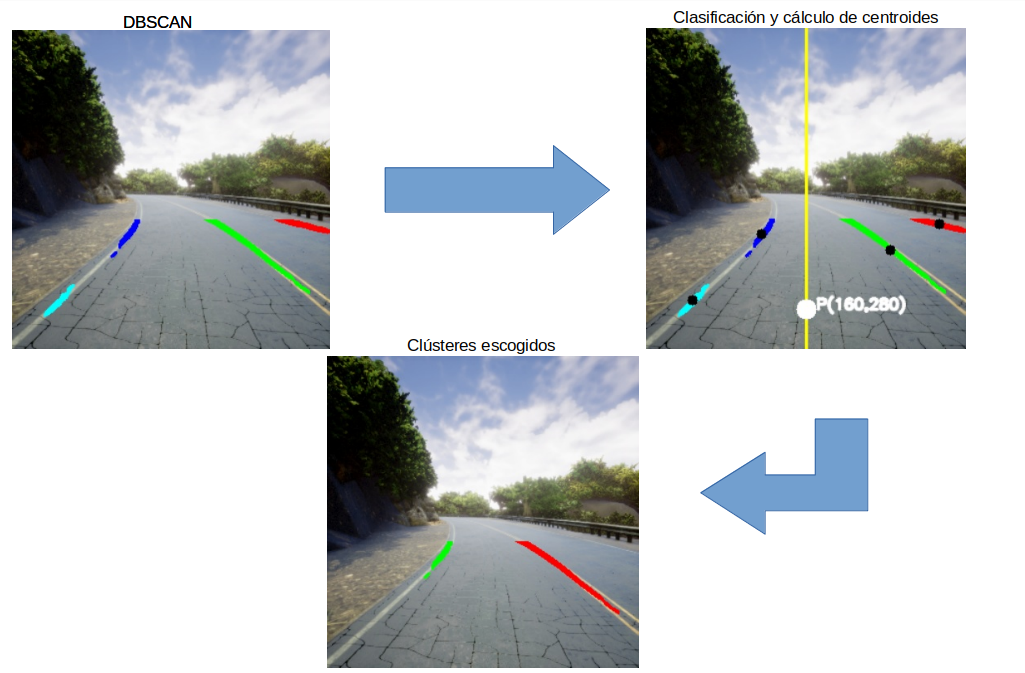 DBSCAN
Clasificación y cálculo de centroides
P(160,280)
Clústeres escogidos